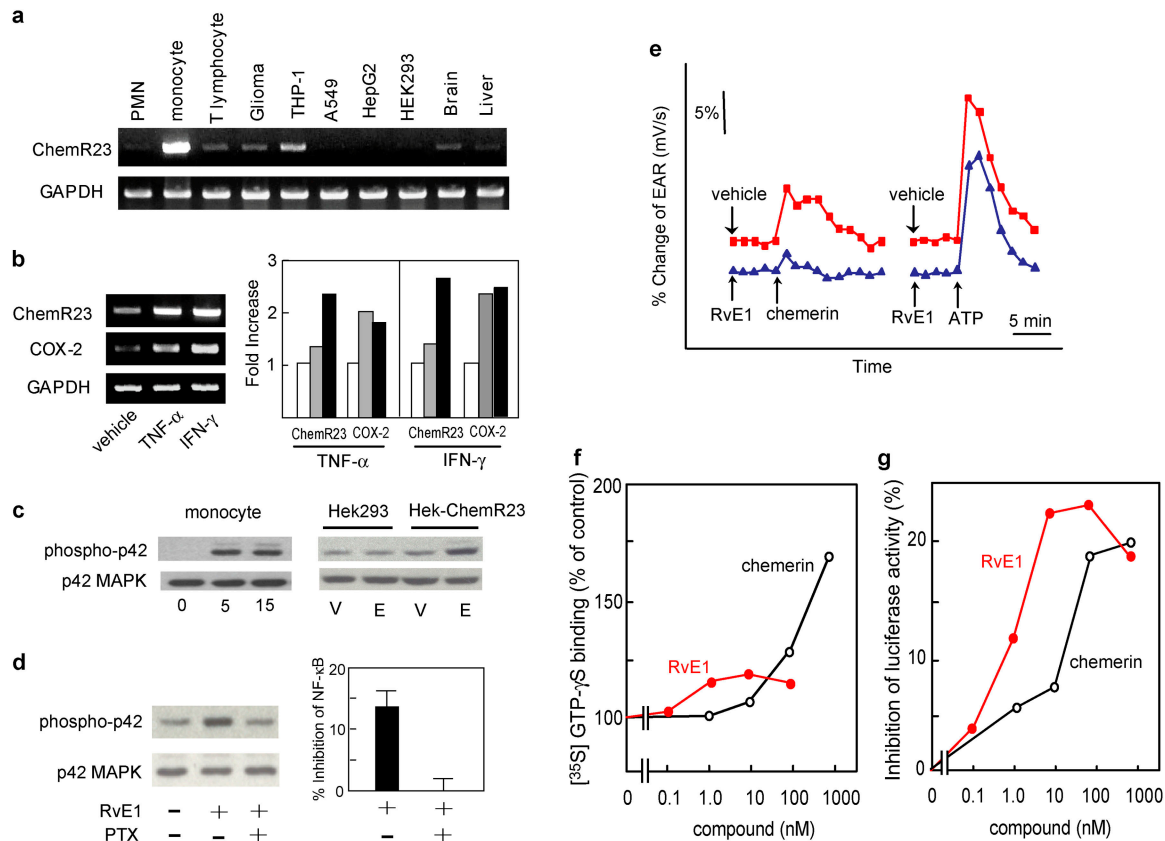 a
PMN
monocyte
T lymphocyte
Glioma
THP-1
A549
HepG2
HEK293
Brain
Liver
ChemR23
GAPDH
b
ChemR23
COX-2
GAPDH
vehicle
TNF-α
IFN-γ
Fold Increase
3
2
1
ChemR23 COX-2 ChemR23 COX-2
TNF-α IFN-γ
c
monocyte Hek293 Hek-ChemR23
phospho-p42
p42 MAPK
0 5 15 V E V E
d
phospho-p42
p42 MAPK
RvE1 – + +
PTX – – +
% Inhibition of NF-κB
20
15
10
0
+ +
– +
e
% Change of EAR (mV/s)
5%
vehicle vehicle
RvE1 chemerin RvE1 ATP
5 min
Time
f
[³⁵S] GTP-γS binding (% of control)
200
150
100
chemerin
RvE1
0 0.1 1.0 10 100 1000
compound (nM)
g
Inhibition of luciferase activity (%)
20
10
0
RvE1
chemerin
0 0.1 1.0 10 100 1000
compound (nM)